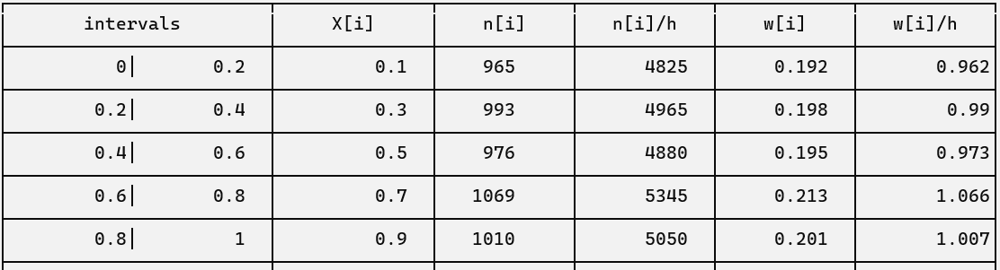 intervals X[i] n[i] n[i]/h w[i] w[i]/h
0| 0.2 0.1 965 4825 0.192 0.962
0.2| 0.4 0.3 993 4965 0.198 0.99
0.4| 0.6 0.5 976 4880 0.195 0.973
0.6| 0.8 0.7 1069 5345 0.213 1.066
0.8| 1 0.9 1010 5050 0.201 1.007